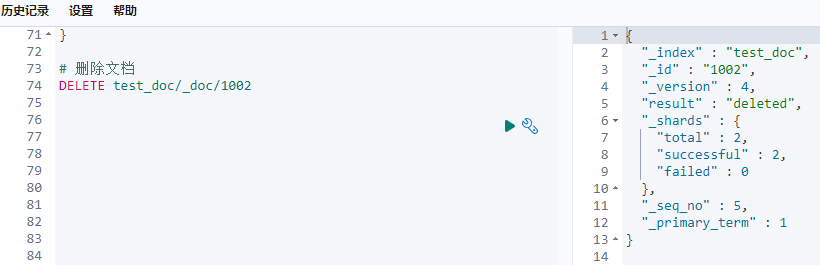 历史记录 设置 帮助
71 }
72
73 # 删除文档
74 DELETE test_doc/_doc/1002
75
76
77
78
79
80
81
82
83
84
1 {
2 "_index" : "test_doc",
3 "_id" : "1002",
4 "_version" : 4,
5 "result" : "deleted",
6 "_shards" : {
7 "total" : 2,
8 "successful" : 2,
9 "failed" : 0
10 },
11 "_seq_no" : 5,
12 "_primary_term" : 1
13 }
14